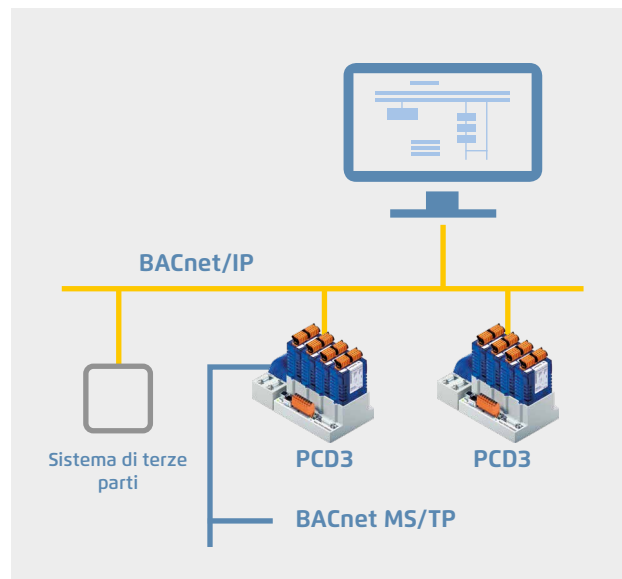 BACnet/IP
Sistema di terze
parti
PCD3
PCD3
BACnet MS/TP